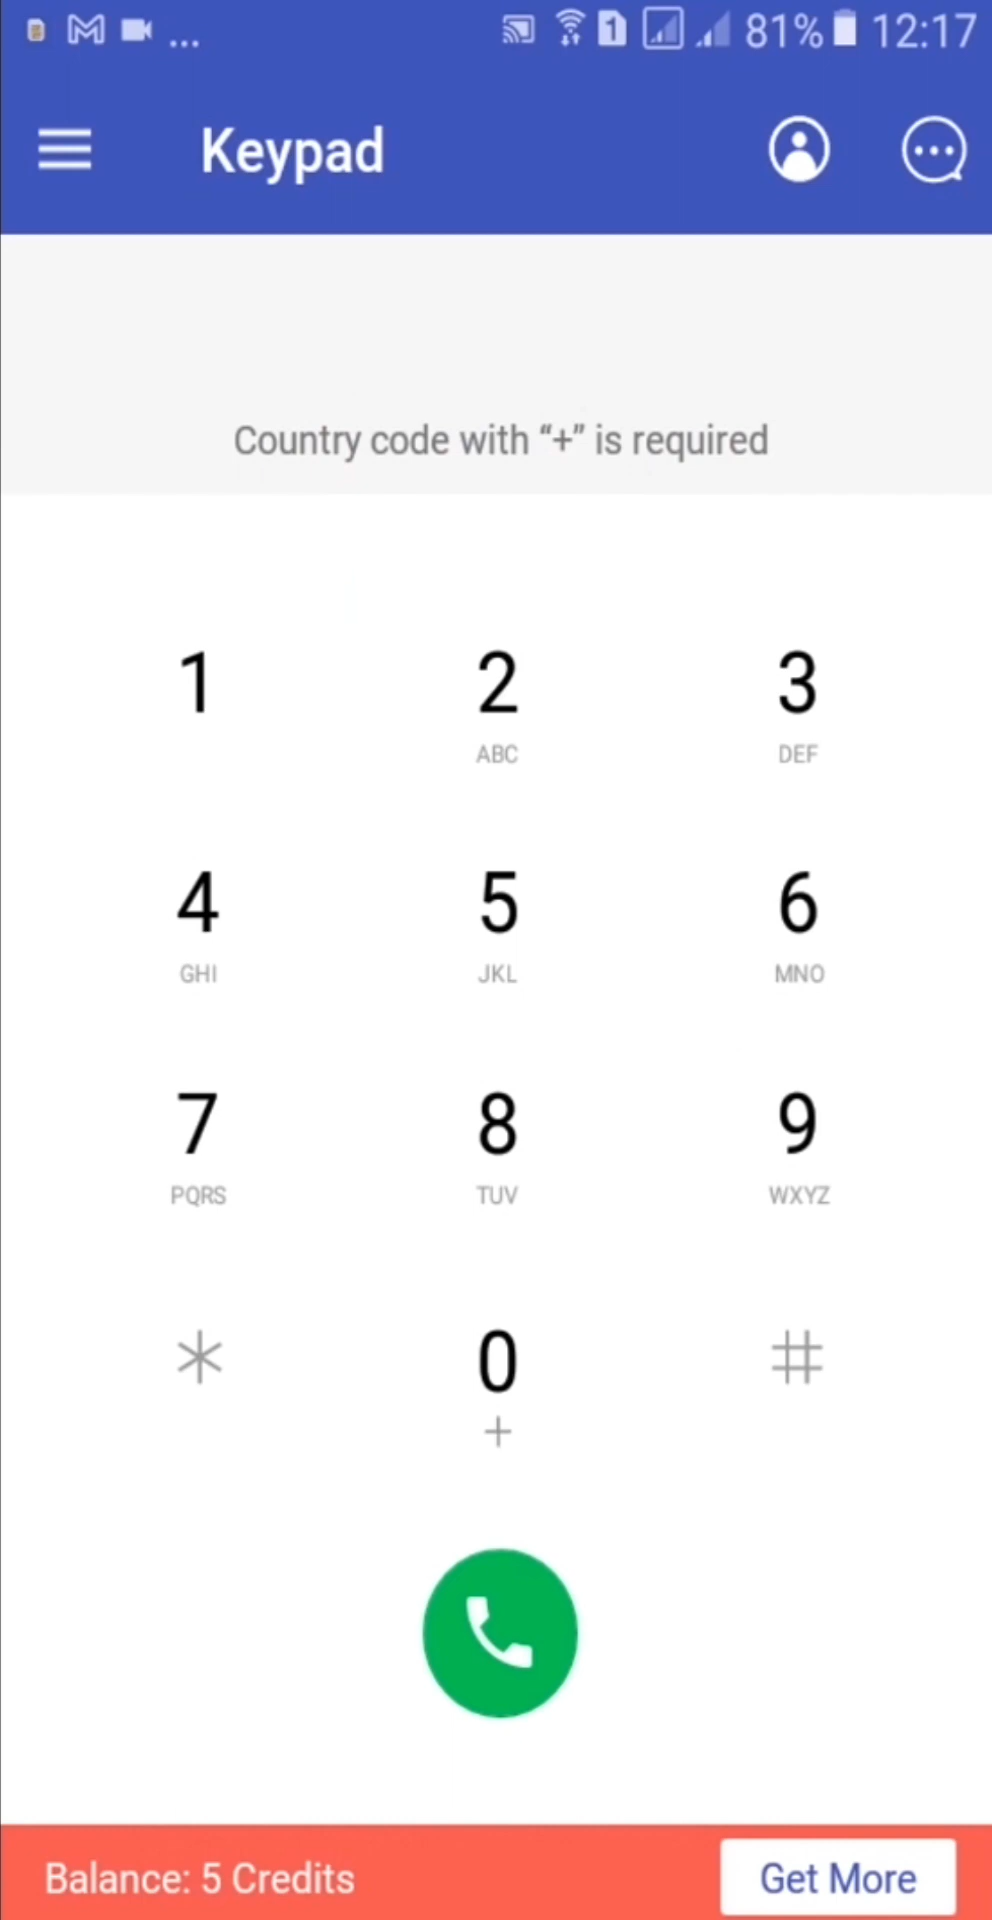 ... 1 81% 12:17
Keypad
Country code with “+” is required
1 2 3
ABC DEF
4 5 6
GHI JKL MNO
7 8 9
PQRS TUV WXYZ
* 0 #
+
Balance: 5 Credits Get More